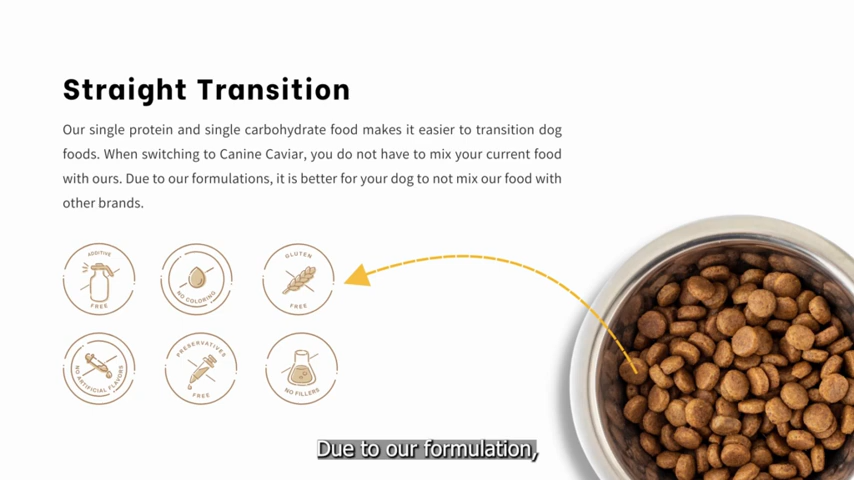 Straight Transition
Our single protein and single carbohydrate food makes it easier to transition dog
foods. When switching to Canine Caviar, you do not have to mix your current food
with ours. Due to our formulations, it is better for your dog to not mix our food with
other brands.
ADDITIVE
FREE
NO COLORING
GLUTEN
FREE
NO ARTIFICIAL FLAVORS
PRESERVATIVES
FREE
NO FILLERS
Due to our formulation,